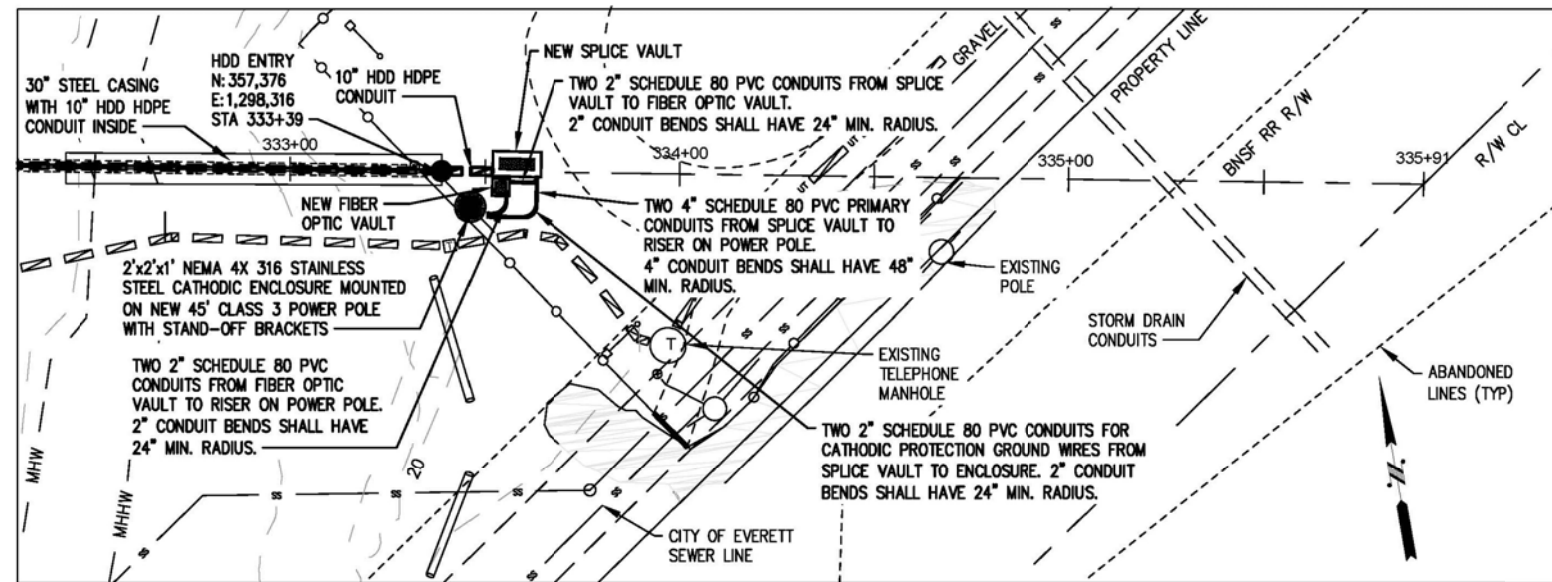 30" STEEL CASING
WITH 10" HDD HDPE
CONDUIT INSIDE
HDD ENTRY
N: 357,376
E: 1,298,316
STA 333+39
10" HDD HDPE
CONDUIT
NEW SPLICE VAULT
TWO 2" SCHEDULE 80 PVC CONDUITS FROM SPLICE
VAULT TO FIBER OPTIC VAULT.
2" CONDUIT BENDS SHALL HAVE 24" MIN. RADIUS.
GRAVEL
PROPERTY LINE
BNSF RR R/W
R/W CL
333+00
334+00
335+00
335+91
UT
UT
NEW FIBER
OPTIC VAULT
TWO 4" SCHEDULE 80 PVC PRIMARY
CONDUITS FROM SPLICE VAULT TO
RISER ON POWER POLE.
4" CONDUIT BENDS SHALL HAVE 48"
MIN. RADIUS.
EXISTING
POLE
2'x2'x1' NEMA 4X 316 STAINLESS
STEEL CATHODIC ENCLOSURE MOUNTED
ON NEW 45' CLASS 3 POWER POLE
WITH STAND-OFF BRACKETS
T
T
STORM DRAIN
CONDUITS
EXISTING
TELEPHONE
MANHOLE
ABANDONED
LINES (TYP)
TWO 2" SCHEDULE 80 PVC
CONDUITS FROM FIBER OPTIC
VAULT TO RISER ON POWER POLE.
2" CONDUIT BENDS SHALL HAVE
24" MIN. RADIUS.
TWO 2" SCHEDULE 80 PVC CONDUITS FOR
CATHODIC PROTECTION GROUND WIRES FROM
SPLICE VAULT TO ENCLOSURE. 2" CONDUIT
BENDS SHALL HAVE 24" MIN. RADIUS.
MHW
MHHW
20
SS
SS
SS
CITY OF EVERETT
SEWER LINE
N